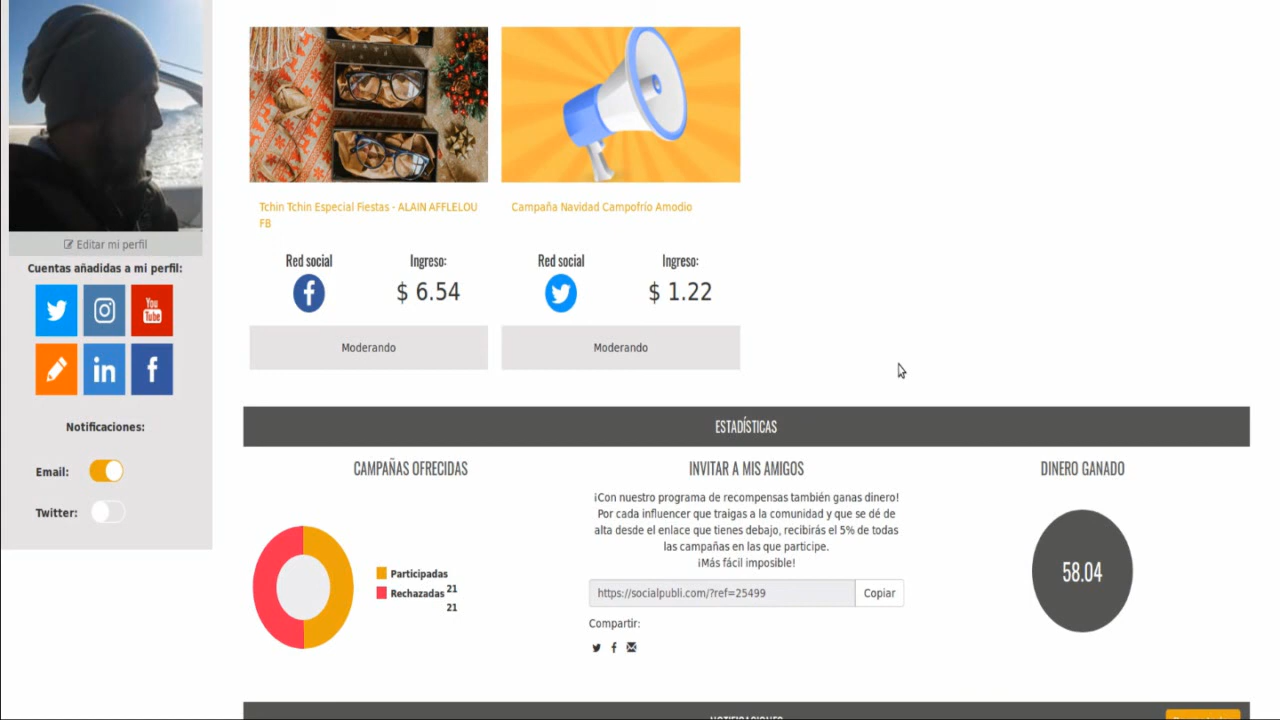 Editar mi perfil
Cuentas añadidas a mi perfil:
You
Tube
in
f
Notificaciones:
Email:
Twitter:
Tchin Tchin Especial Fiestas - ALAIN AFFLELOU
FB
Red social
Ingreso:
f
$ 6.54
Moderando
Campaña Navidad Campofrío Amodio
Red social
Ingreso:
$ 1.22
Moderando
ESTADÍSTICAS
CAMPAÑAS OFRECIDAS
Participadas
Rechazadas 21
21
INVITAR A MIS AMIGOS
¡Con nuestro programa de recompensas también ganas dinero!
Por cada influencer que traigas a la comunidad y que se dé de
alta desde el enlace que tienes debajo, recibirás el 5% de todas
las campañas en las que participe.
¡Más fácil imposible!
https://socialpubli.com/?ref=25499
Copiar
Compartir:
DINERO GANADO
58.04
NOTIFICACIONES